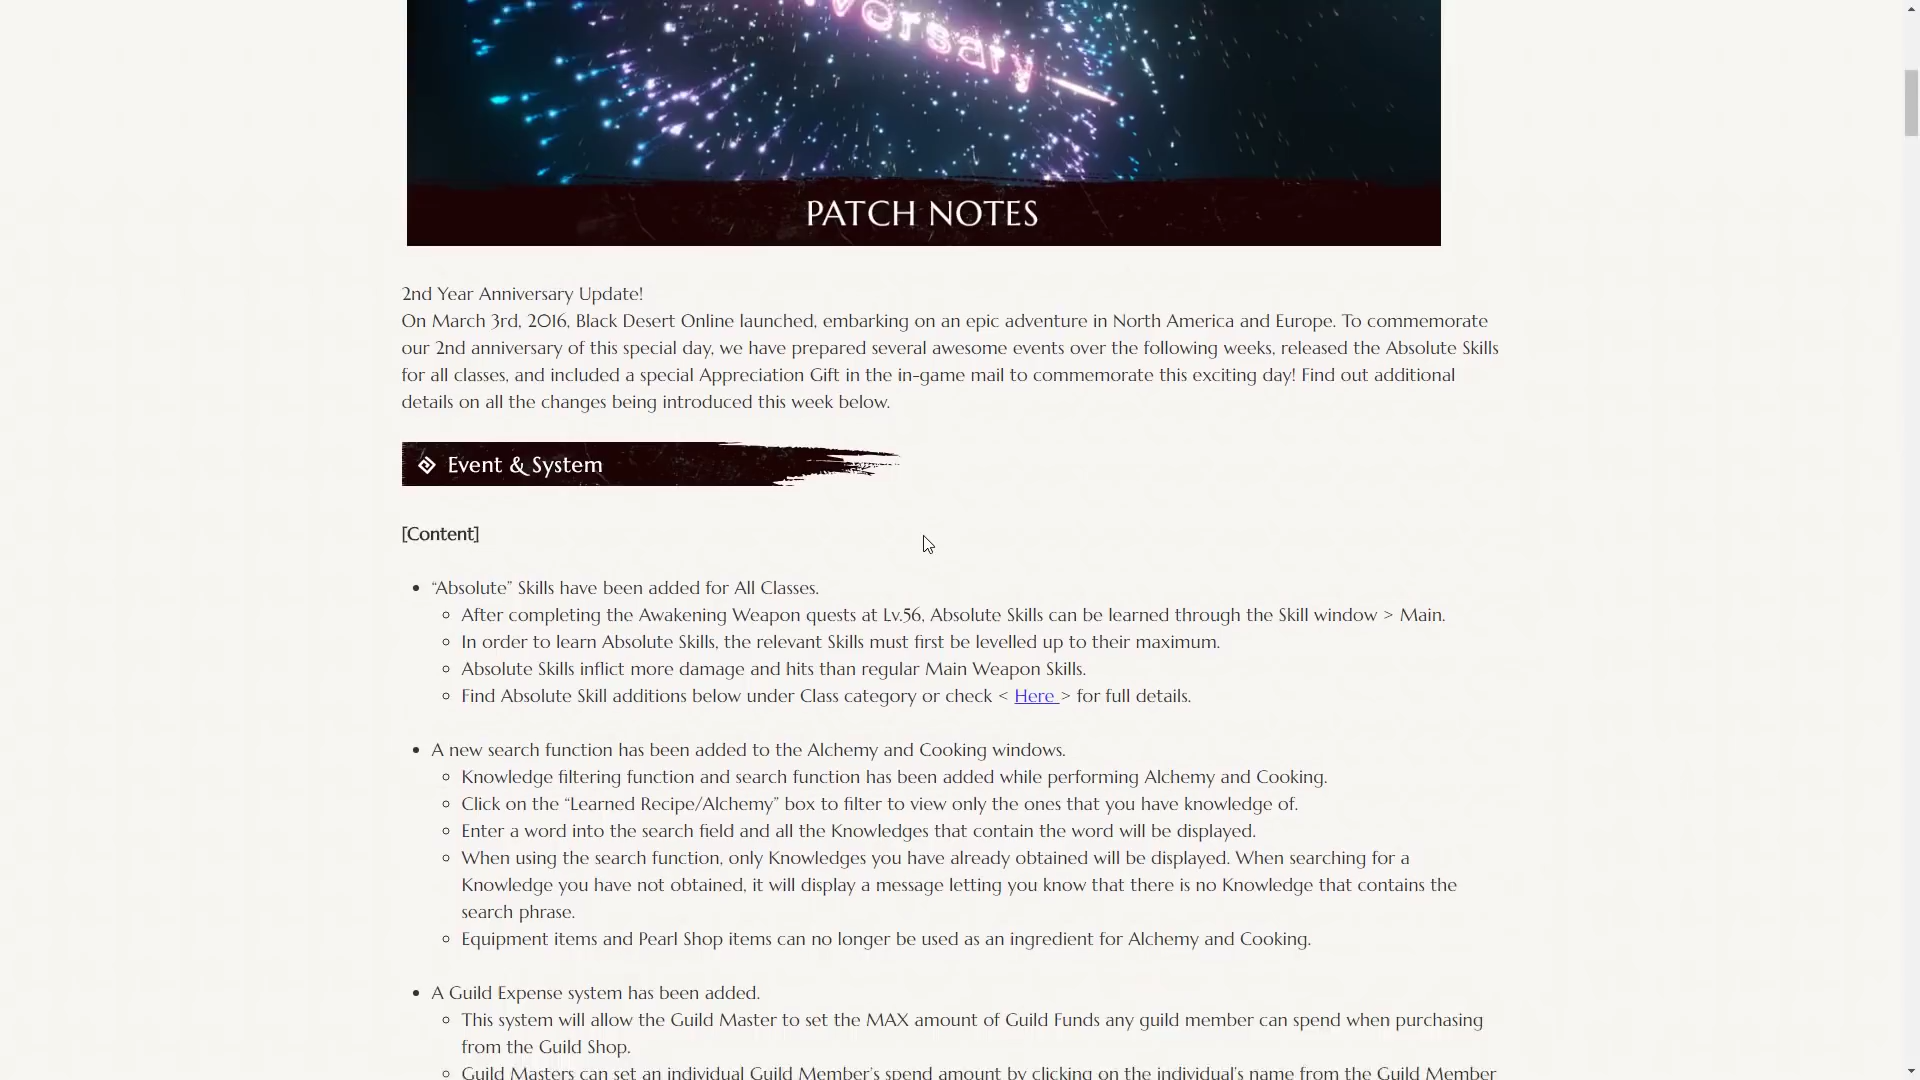 PATCH NOTES
2nd Year Anniversary Update!
On March 3rd, 2016, Black Desert Online launched, embarking on an epic adventure in North America and Europe. To commemorate
our 2nd anniversary of this special day, we have prepared several awesome events over the following weeks, released the Absolute Skills
for all classes, and included a special Appreciation Gift in the in-game mail to commemorate this exciting day! Find out additional
details on all the changes being introduced this week below.
Event & System
[Content]
• “Absolute” Skills have been added for All Classes.
◦ After completing the Awakening Weapon quests at Lv.56, Absolute Skills can be learned through the Skill window > Main.
◦ In order to learn Absolute Skills, the relevant Skills must first be levelled up to their maximum.
◦ Absolute Skills inflict more damage and hits than regular Main Weapon Skills.
◦ Find Absolute Skill additions below under Class category or check < Here > for full details.
• A new search function has been added to the Alchemy and Cooking windows.
◦ Knowledge filtering function and search function has been added while performing Alchemy and Cooking.
◦ Click on the “Learned Recipe/Alchemy” box to filter to view only the ones that you have knowledge of.
◦ Enter a word into the search field and all the Knowledges that contain the word will be displayed.
◦ When using the search function, only Knowledges you have already obtained will be displayed. When searching for a
Knowledge you have not obtained, it will display a message letting you know that there is no Knowledge that contains the
search phrase.
◦ Equipment items and Pearl Shop items can no longer be used as an ingredient for Alchemy and Cooking.
• A Guild Expense system has been added.
◦ This system will allow the Guild Master to set the MAX amount of Guild Funds any guild member can spend when purchasing
from the Guild Shop.
◦ Guild Masters can set an individual Guild Member’s spend amount by clicking on the individual’s name from the Guild Member